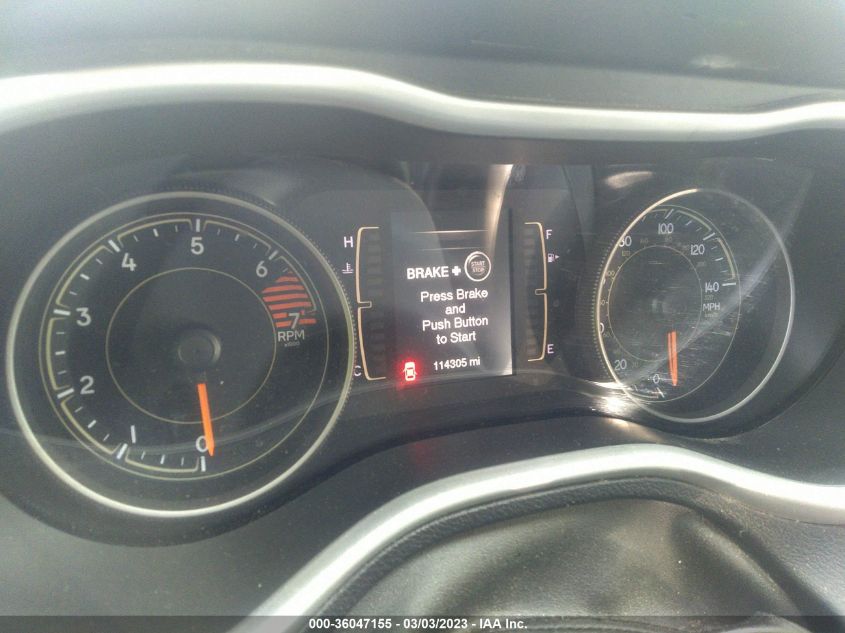 0
1
2
3
4
5
6
7
RPM
x1000
H
C
BRAKE + START STOP
Press Brake
and
Push Button
to Start
114305 mi
F
E
0
20
80
100
120
140
MPH
000-36047155 - 03/03/2023 - IAA Inc.